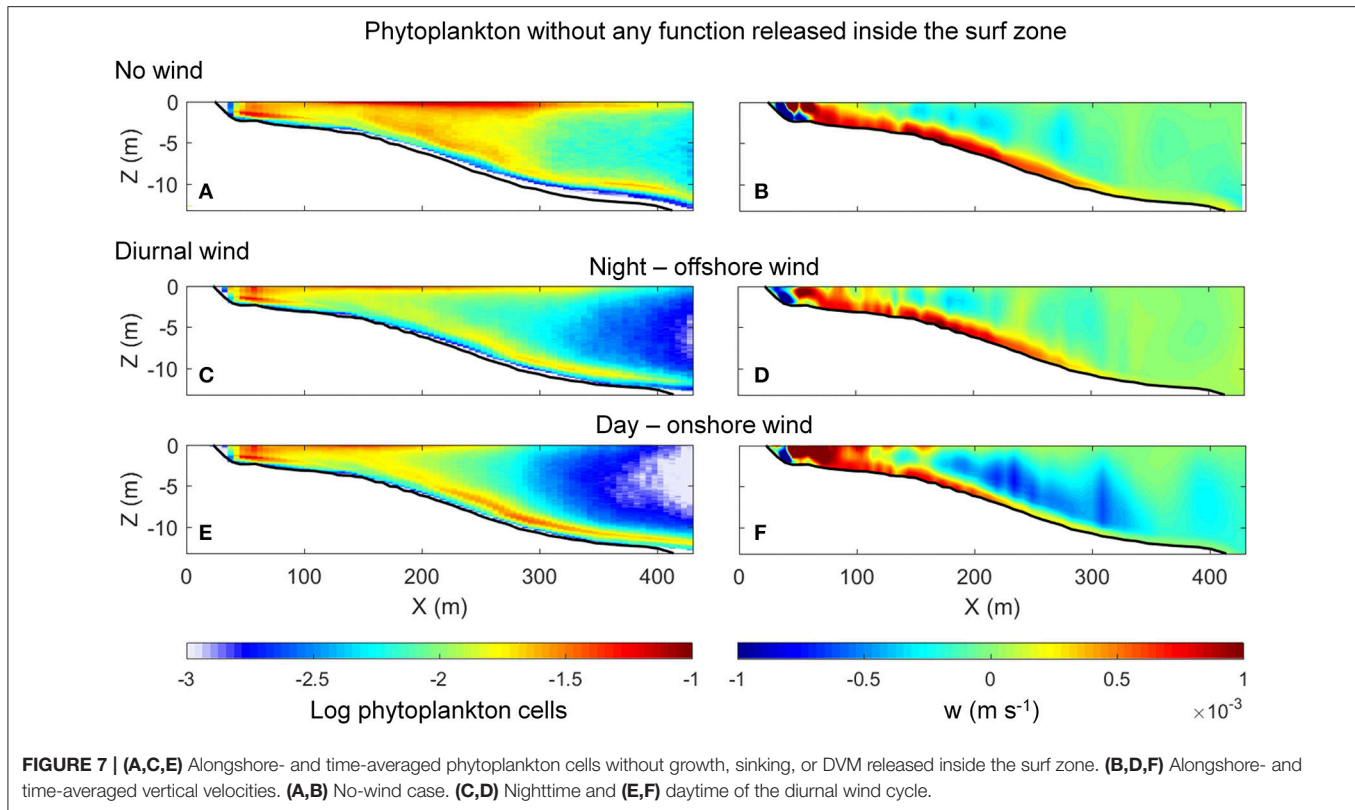 Phytoplankton without any function released inside the surf zone
No wind
0
-5
-10
Z (m)
A
B
Diurnal wind
Night – offshore wind
0
-5
-10
Z (m)
C
D
Day – onshore wind
0
-5
-10
Z (m)
E
F
0 100 200 300 400 0 100 200 300 400
X (m) X (m)
-3 -2.5 -2 -1.5 -1 -1 -0.5 0 0.5 1
Log phytoplankton cells w (m s⁻¹) ×10⁻³
FIGURE 7 | (A,C,E) Alongshore- and time-averaged phytoplankton cells without growth, sinking, or DVM released inside the surf zone. (B,D,F) Alongshore- and
time-averaged vertical velocities. (A,B) No-wind case. (C,D) Nighttime and (E,F) daytime of the diurnal wind cycle.